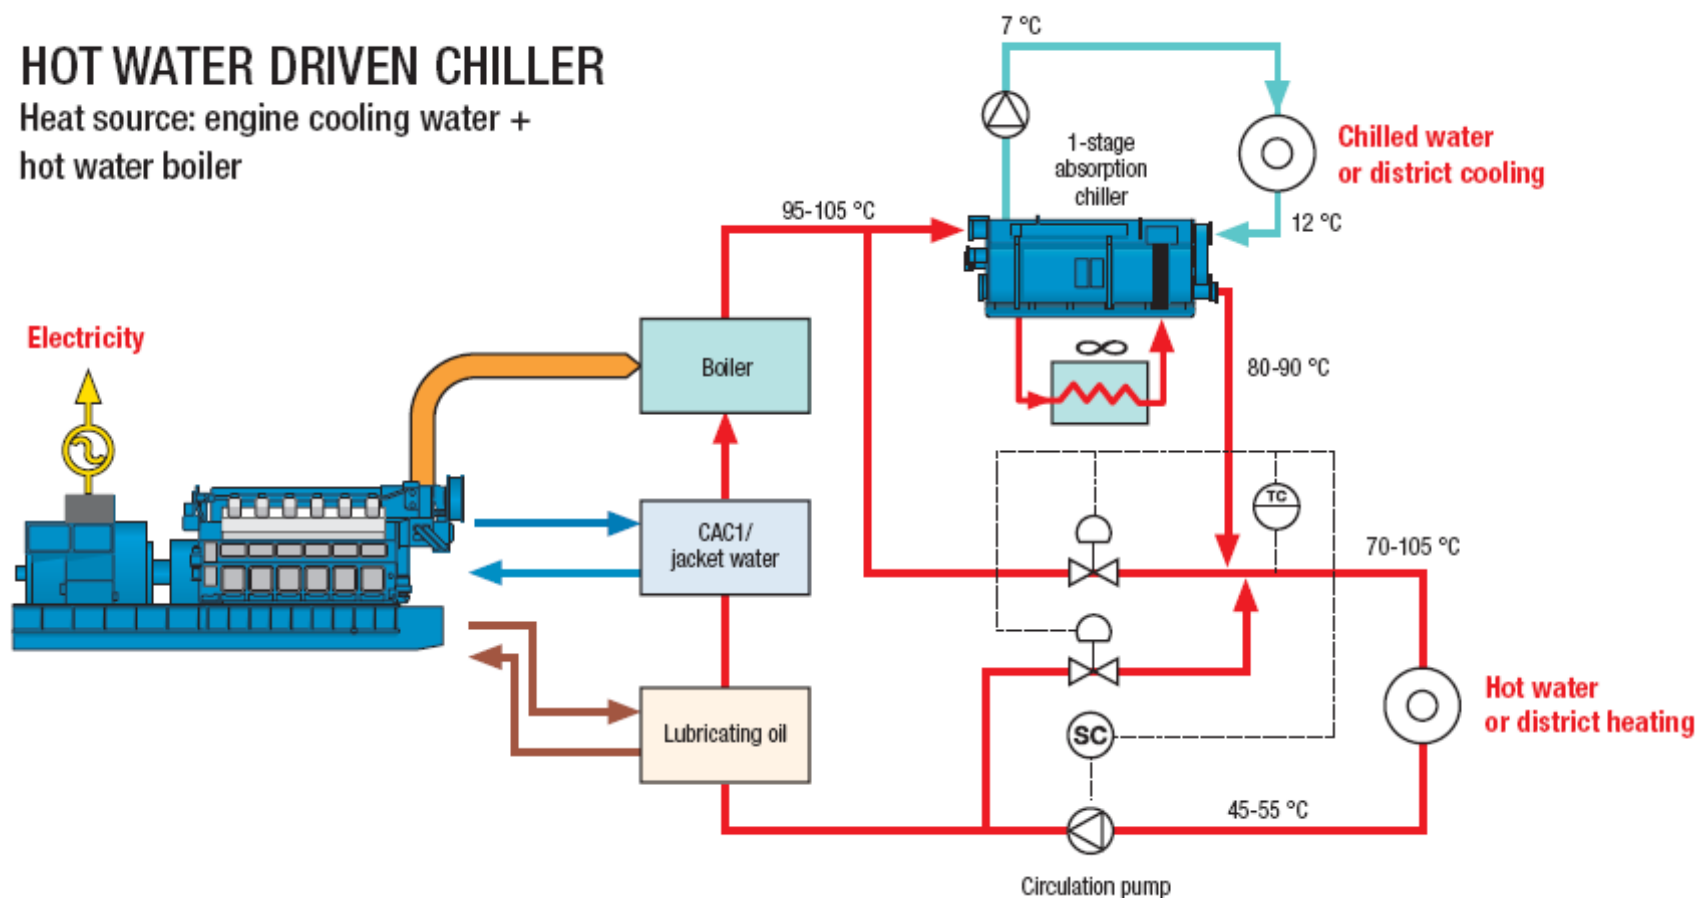 HOT WATER DRIVEN CHILLER
Heat source: engine cooling water +
hot water boiler
7 °C
1-stage
absorption
chiller
Chilled water
or district cooling
95-105 °C
12 °C
Electricity
Boiler
80-90 °C
TC
CAC1/
jacket water
70-105 °C
Lubricating oil
SC
Hot water
or district heating
45-55 °C
Circulation pump